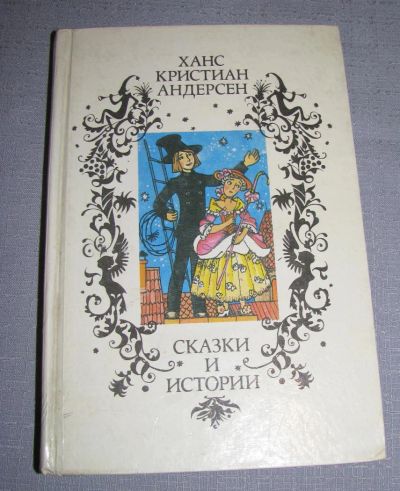 ХАНС
КРИСТИАН
АНДЕРСЕН
СКАЗКИ
И
ИСТОРИИ